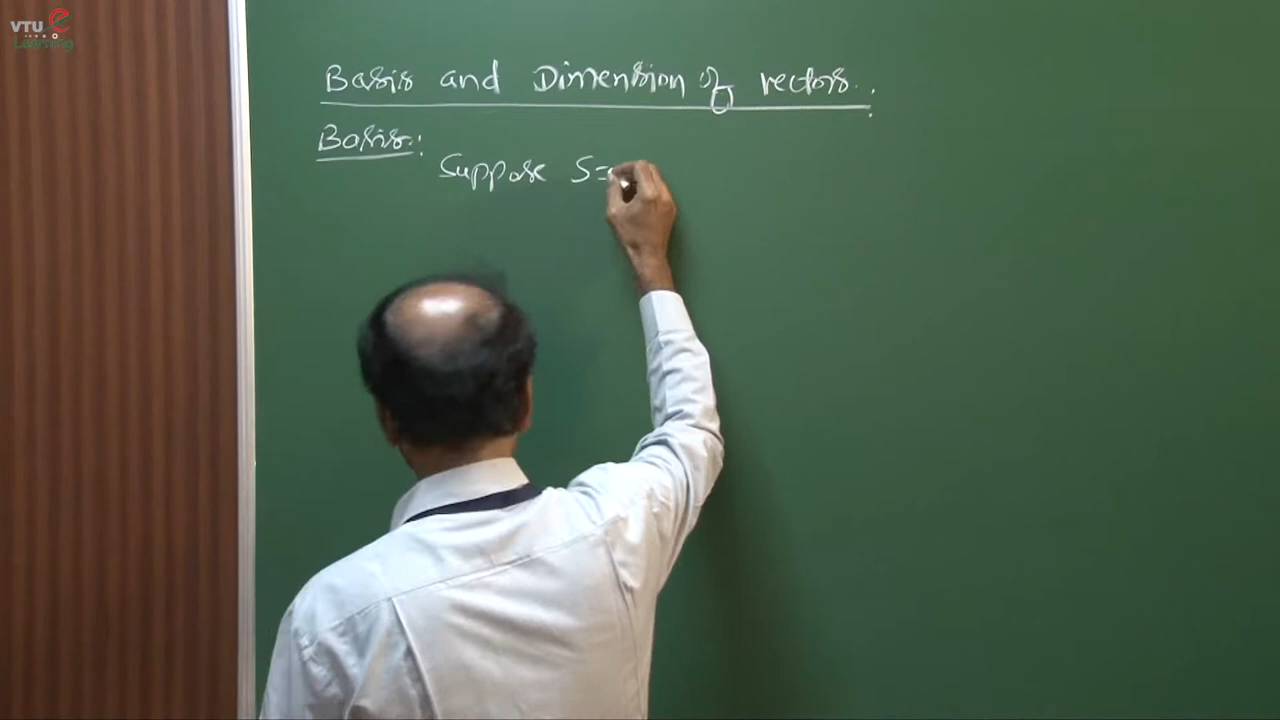 VTU e
Learning
Basis and Dimension of vectors.
Basis:
Suppose S=